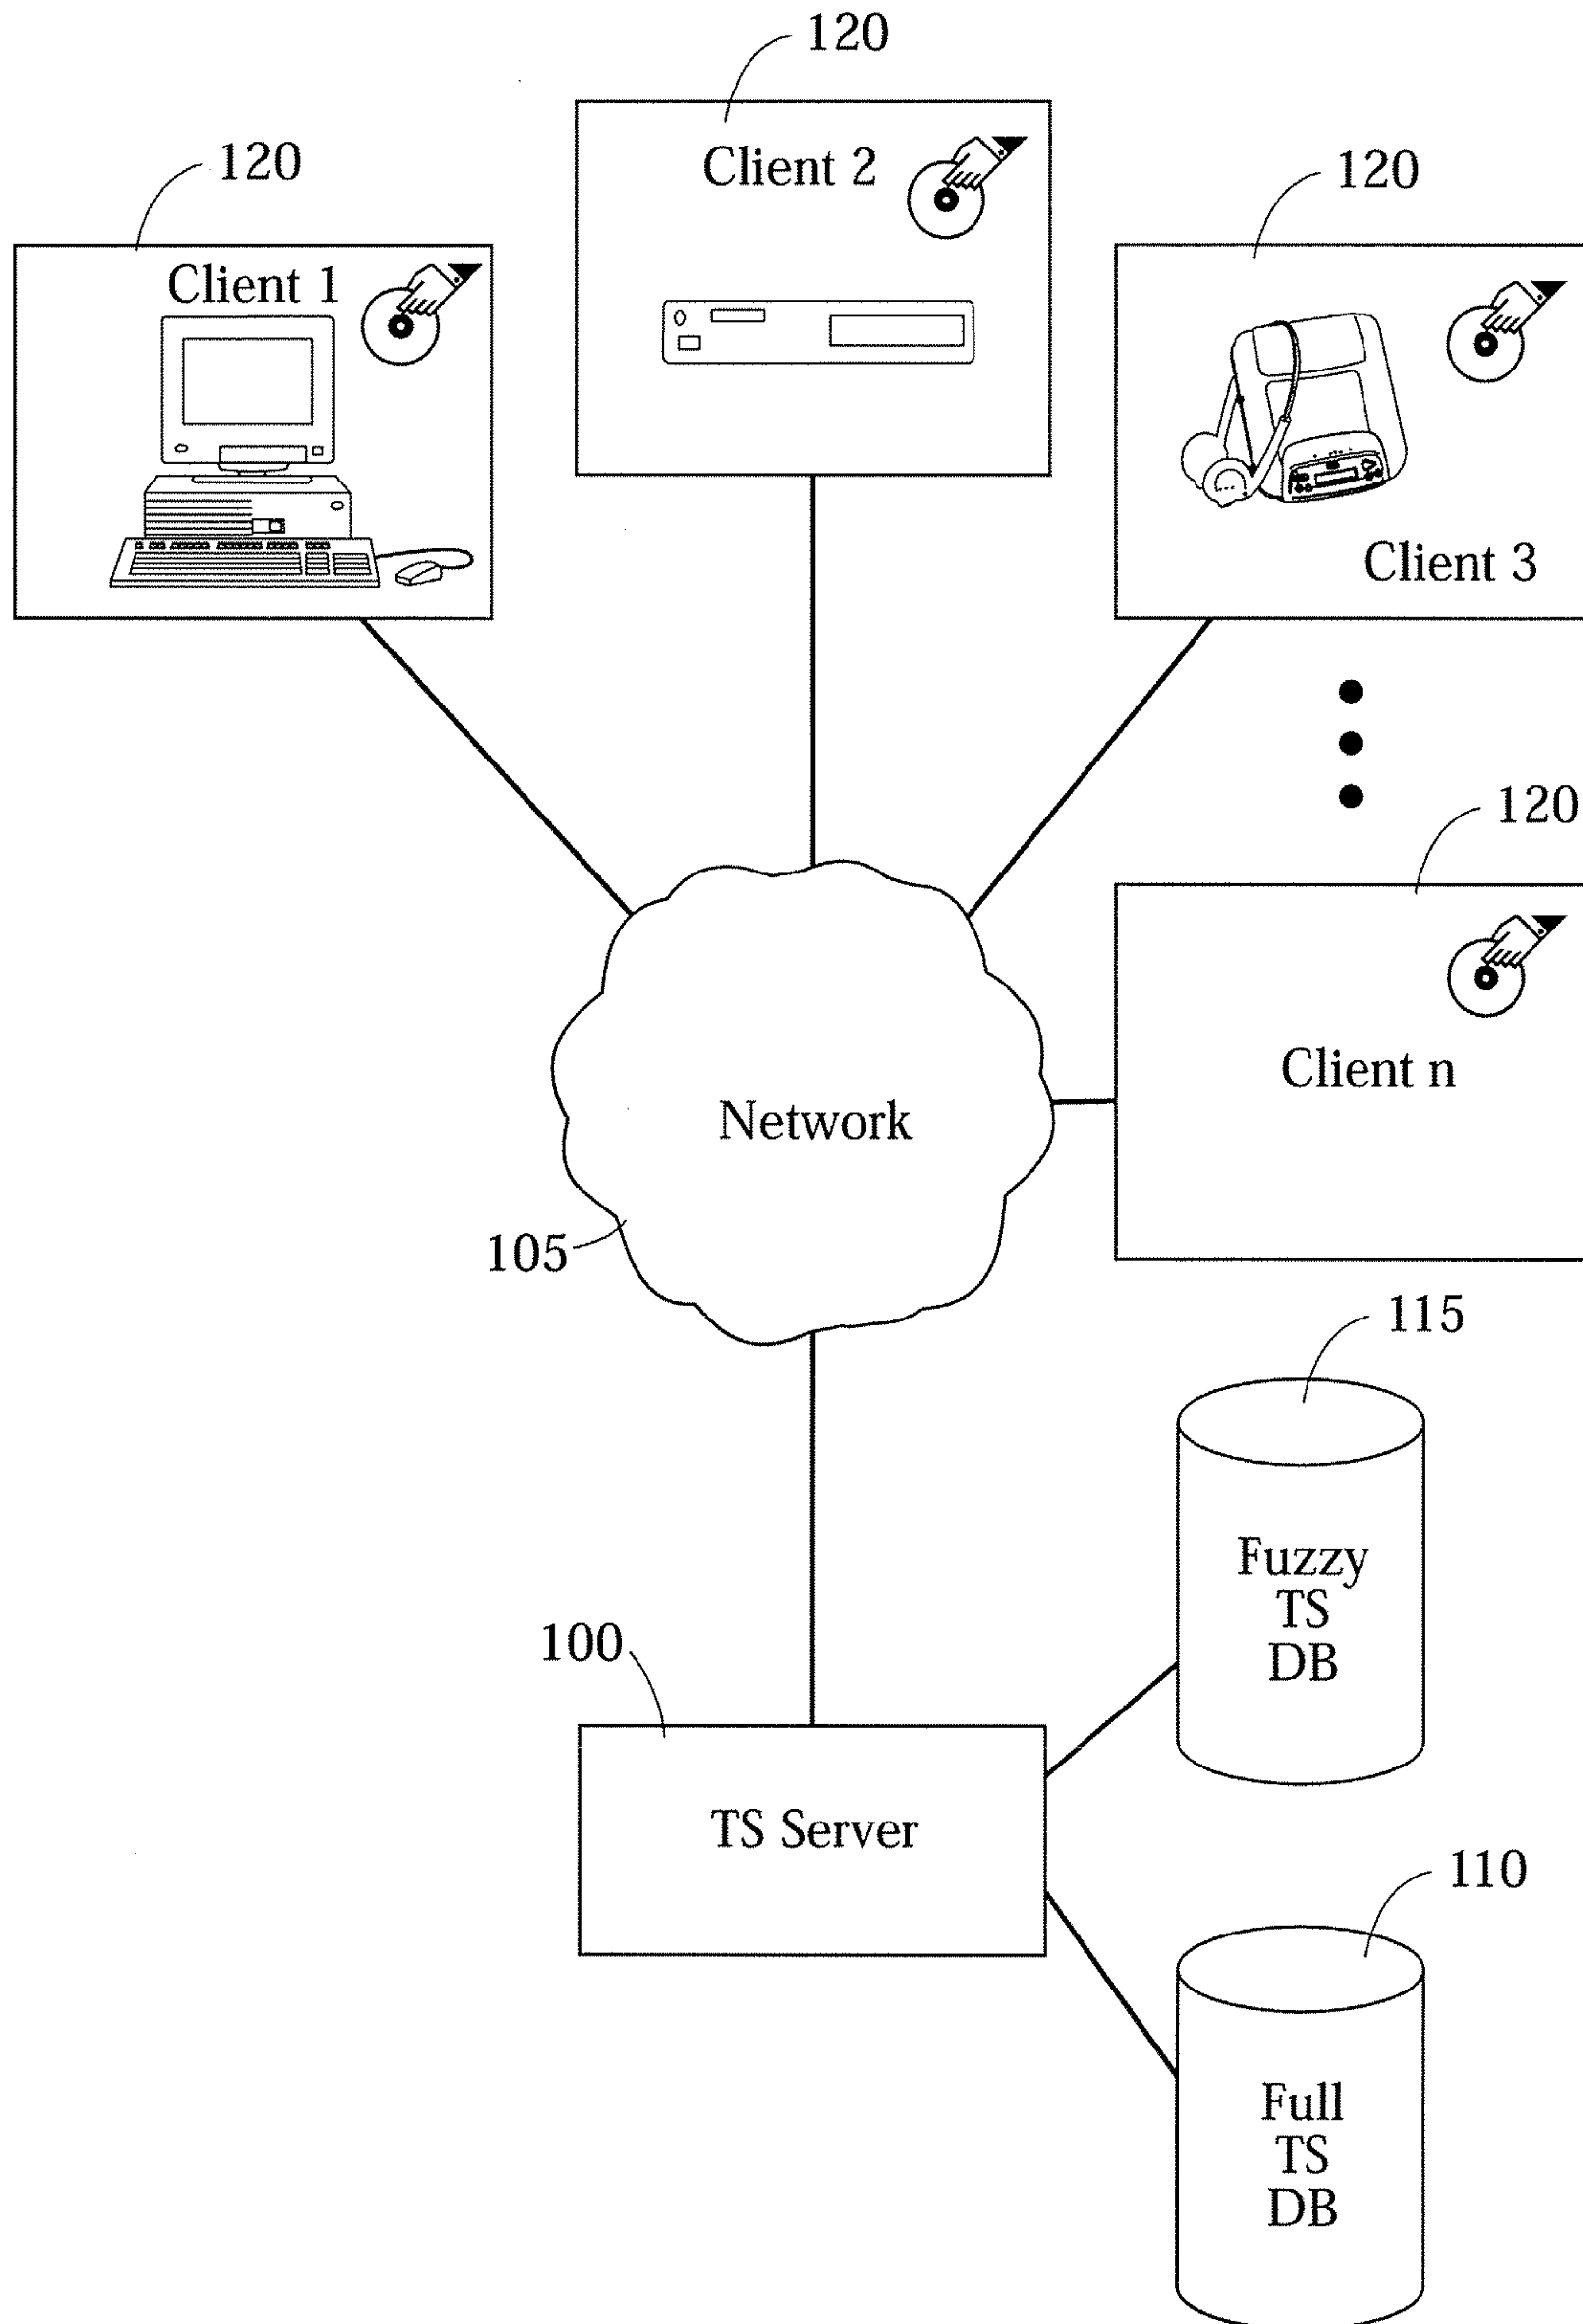 120
Client 2
120
Client 1
120
Client 3
120
Client n
Network
105
115
Fuzzy
TS
DB
100
TS Server
110
Full
TS
DB